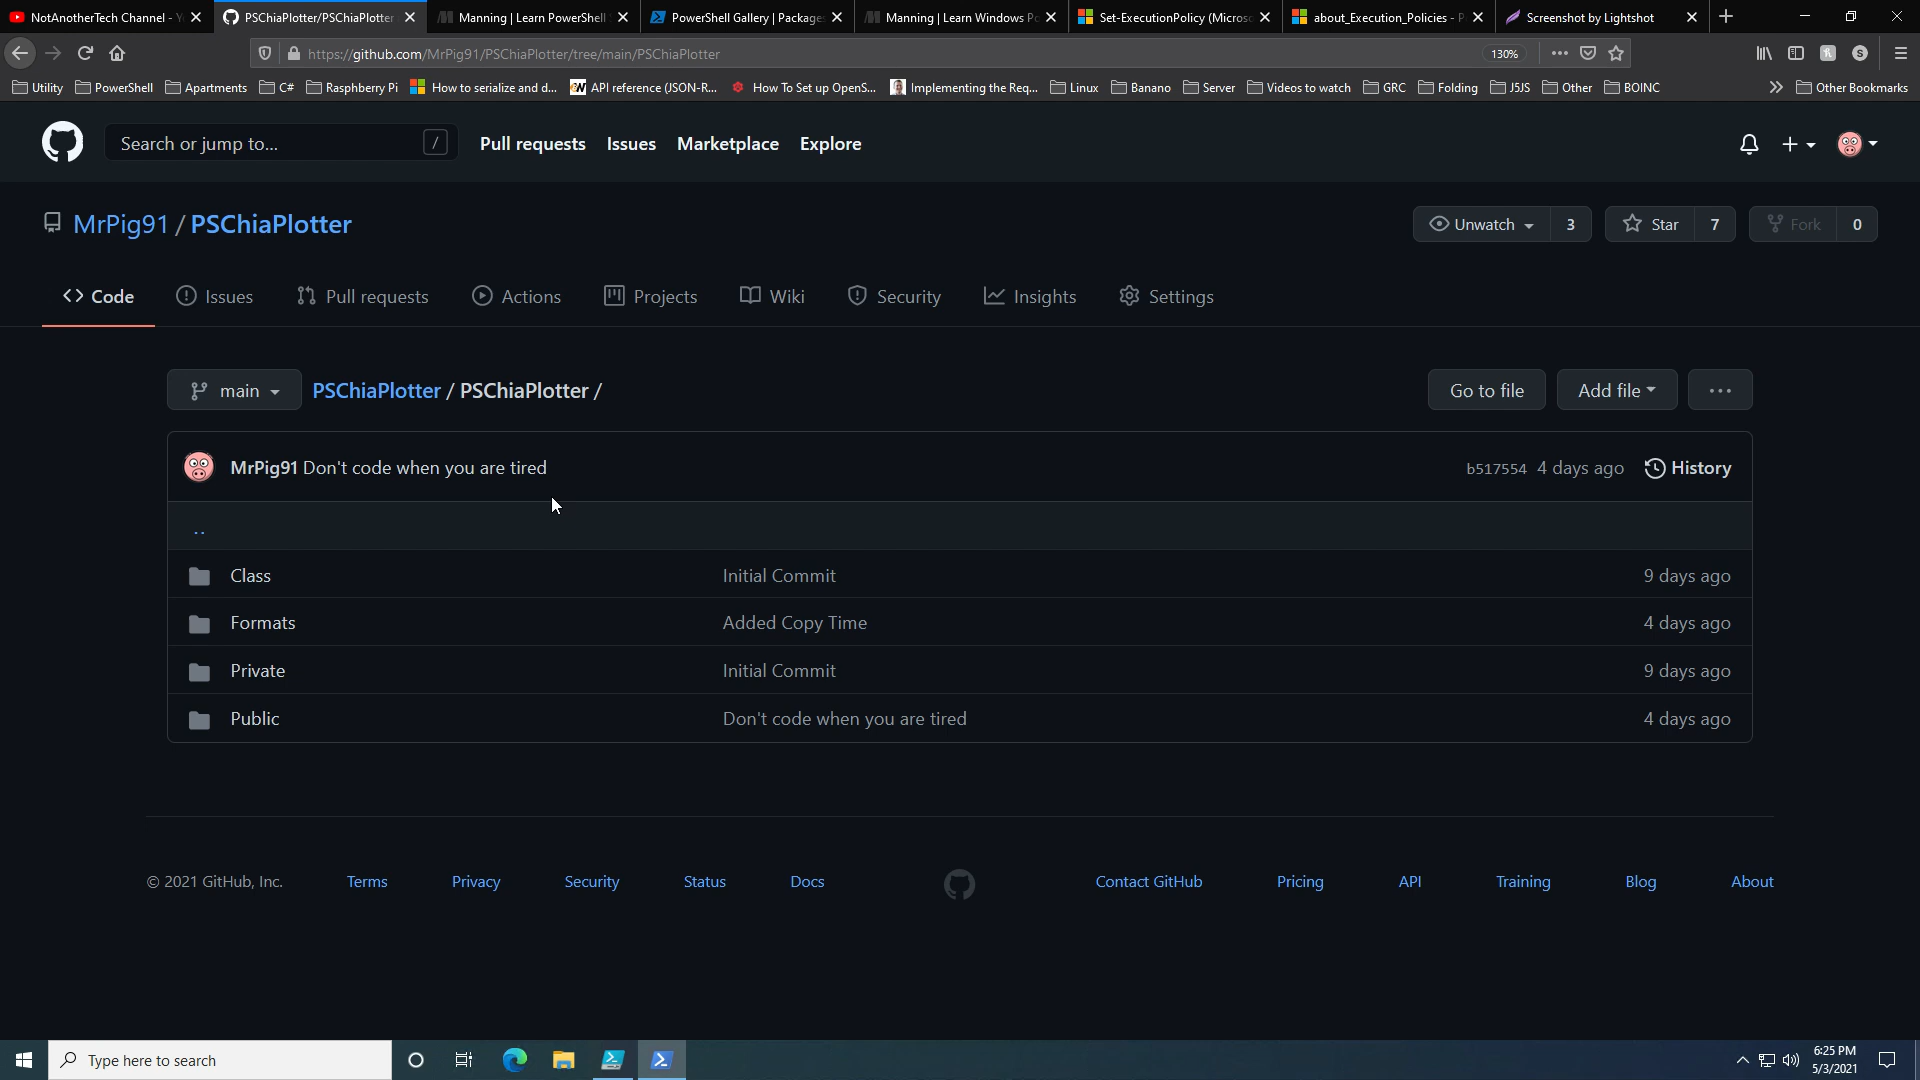 NotAnotherTech Channel - Y
PSChiaPlotter/PSChiaPlotter
Manning | Learn PowerShell
PowerShell Gallery | Packages
Manning | Learn Windows Po
Set-ExecutionPolicy (Microso
about_Execution_Policies - P
Screenshot by Lightshot
https://github.com/MrPig91/PSChiaPlotter/tree/main/PSChiaPlotter
130%
Utility
PowerShell
Apartments
C#
Raphberry Pi
How to serialize and d...
API reference (JSON-R...
How To Set up OpenS...
Implementing the Req...
Linux
Banano
Server
Videos to watch
GRC
Folding
J5JS
Other
BOINC
Other Bookmarks
Search or jump to...
/
Pull requests
Issues
Marketplace
Explore
MrPig91 / PSChiaPlotter
Unwatch
3
Star
7
Fork
0
Code
Issues
Pull requests
Actions
Projects
Wiki
Security
Insights
Settings
main
PSChiaPlotter / PSChiaPlotter /
Go to file
Add file
MrPig91 Don't code when you are tired
b517554 4 days ago
History
..
Class
Initial Commit
9 days ago
Formats
Added Copy Time
4 days ago
Private
Initial Commit
9 days ago
Public
Don't code when you are tired
4 days ago
© 2021 GitHub, Inc.
Terms
Privacy
Security
Status
Docs
Contact GitHub
Pricing
API
Training
Blog
About
Type here to search
6:25 PM
5/3/2021